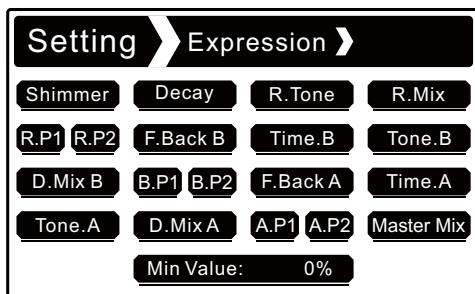 Setting Expression
Shimmer Decay R.Tone R.Mix
R.P1 R.P2 F.Back B Time.B Tone.B
D.Mix B B.P1 B.P2 F.Back A Time.A
Tone.A D.Mix A A.P1 A.P2 Master Mix
Min Value: 0%